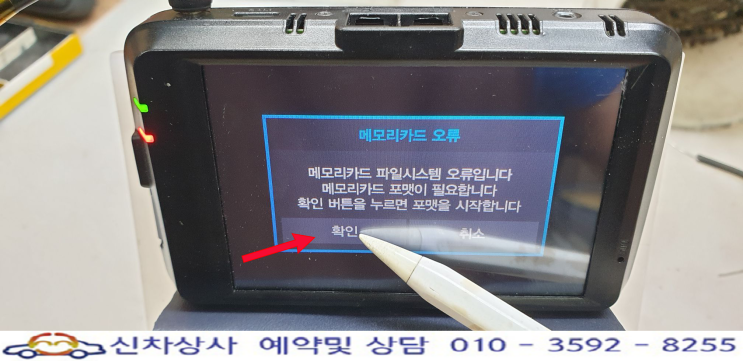 메모리카드 오류
메모리카드 파일시스템 오류입니다
메모리카드 포맷이 필요합니다
확인 버튼을 누르면 포맷을 시작합니다
확인 취소
신차상사 예약및 상담 010 - 3592 - 8255